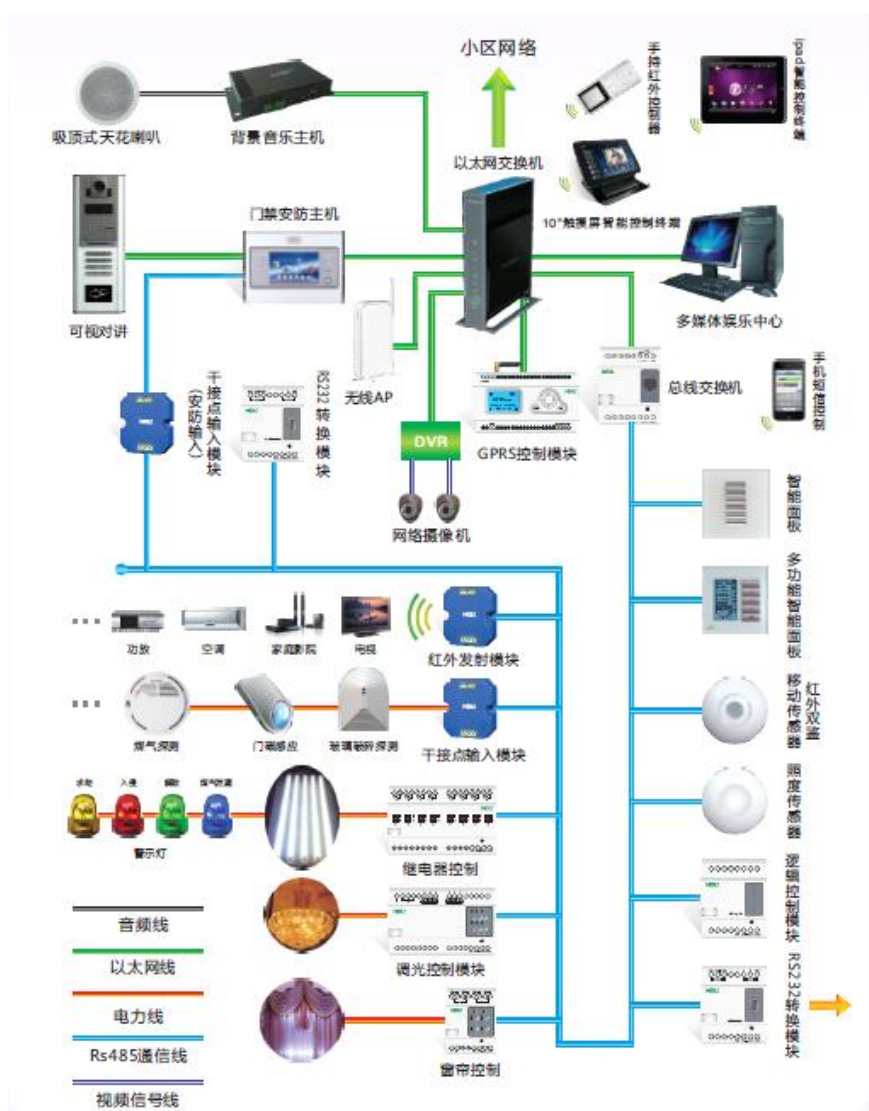 小区网络
手持红外控制器
ipad智能控制终端
吸顶式天花喇叭
背景音乐主机
以太网交换机
10"触摸屏智能控制终端
门禁安防主机
可视对讲
多媒体娱乐中心
无线AP
干接点输入模块
(安防输入)
RS232转换模块
DVR
GPRS控制模块
总线交换机
手机短信控制
网络摄像机
智能面板
多功能智能面板
功放
空调
家庭影院
电视
红外发射模块
红外双鉴
移动传感器
煤气探测
门磁感应
玻璃破碎探测
干接点输入模块
照度传感器
求助
入侵
警示灯
继电器控制
逻辑控制模块
调光控制模块
RS232转换模块
窗帘控制
音频线
以太网线
电力线
Rs485通信线
视频信号线